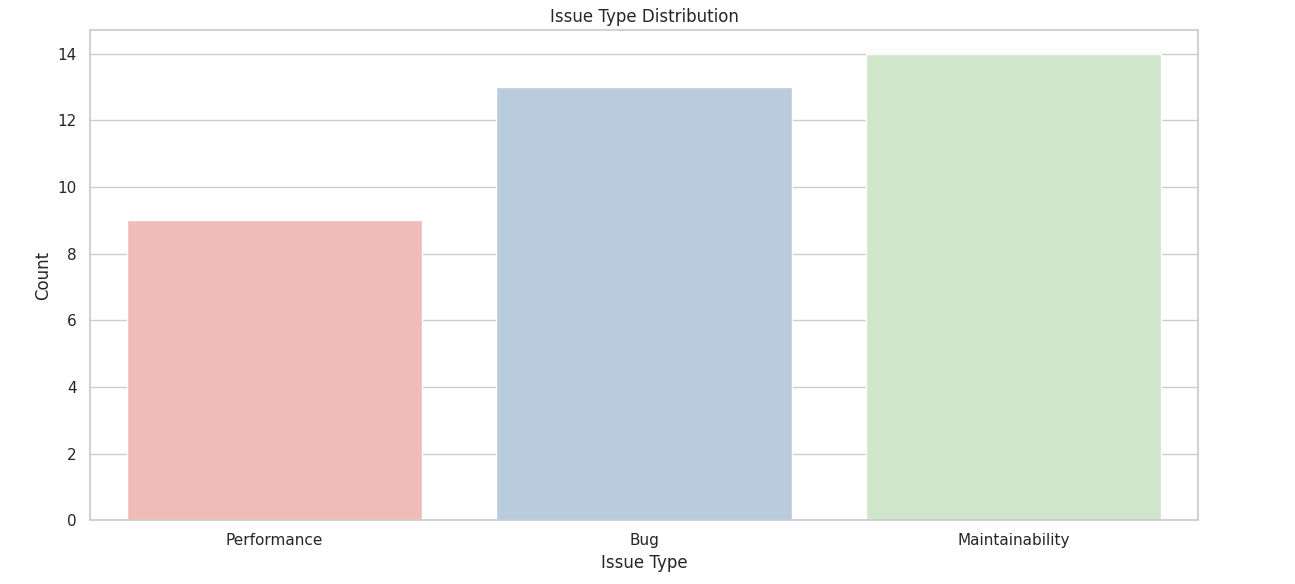 Issue Type Distribution
14
12
10
8
6
4
2
0
Count
Performance
Bug
Maintainability
Issue Type